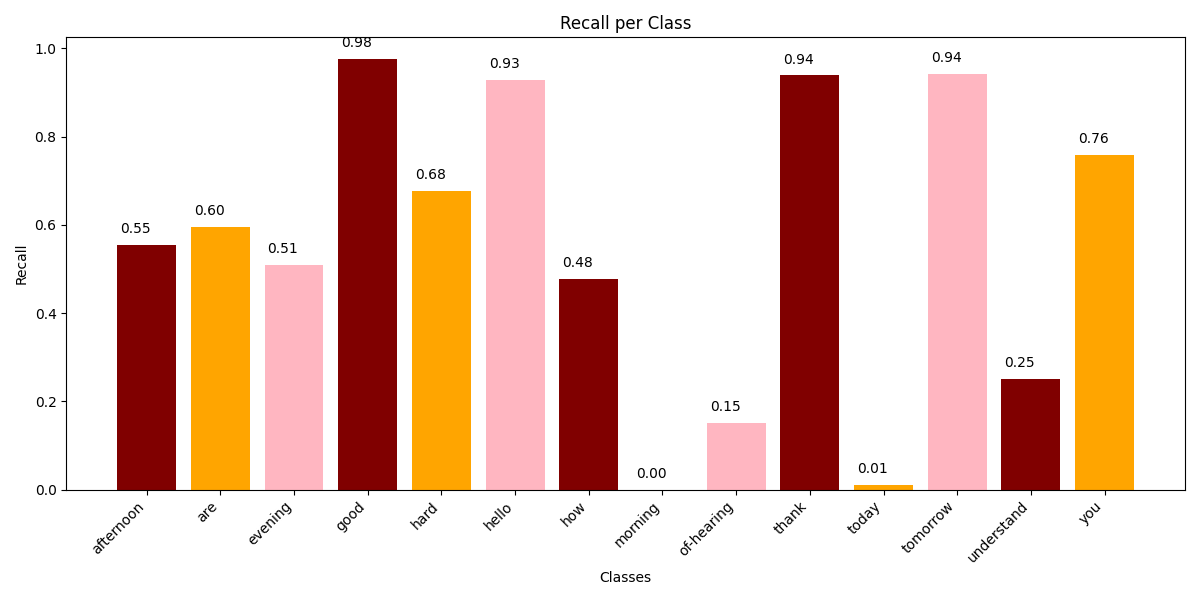 Recall per Class
Recall
1.0
0.8
0.6
0.4
0.2
0.0
0.55
0.60
0.51
0.98
0.68
0.93
0.48
0.00
0.15
0.94
0.01
0.94
0.25
0.76
afternoon
are
evening
good
hard
hello
how
morning
of-hearing
thank
today
tomorrow
understand
you
Classes